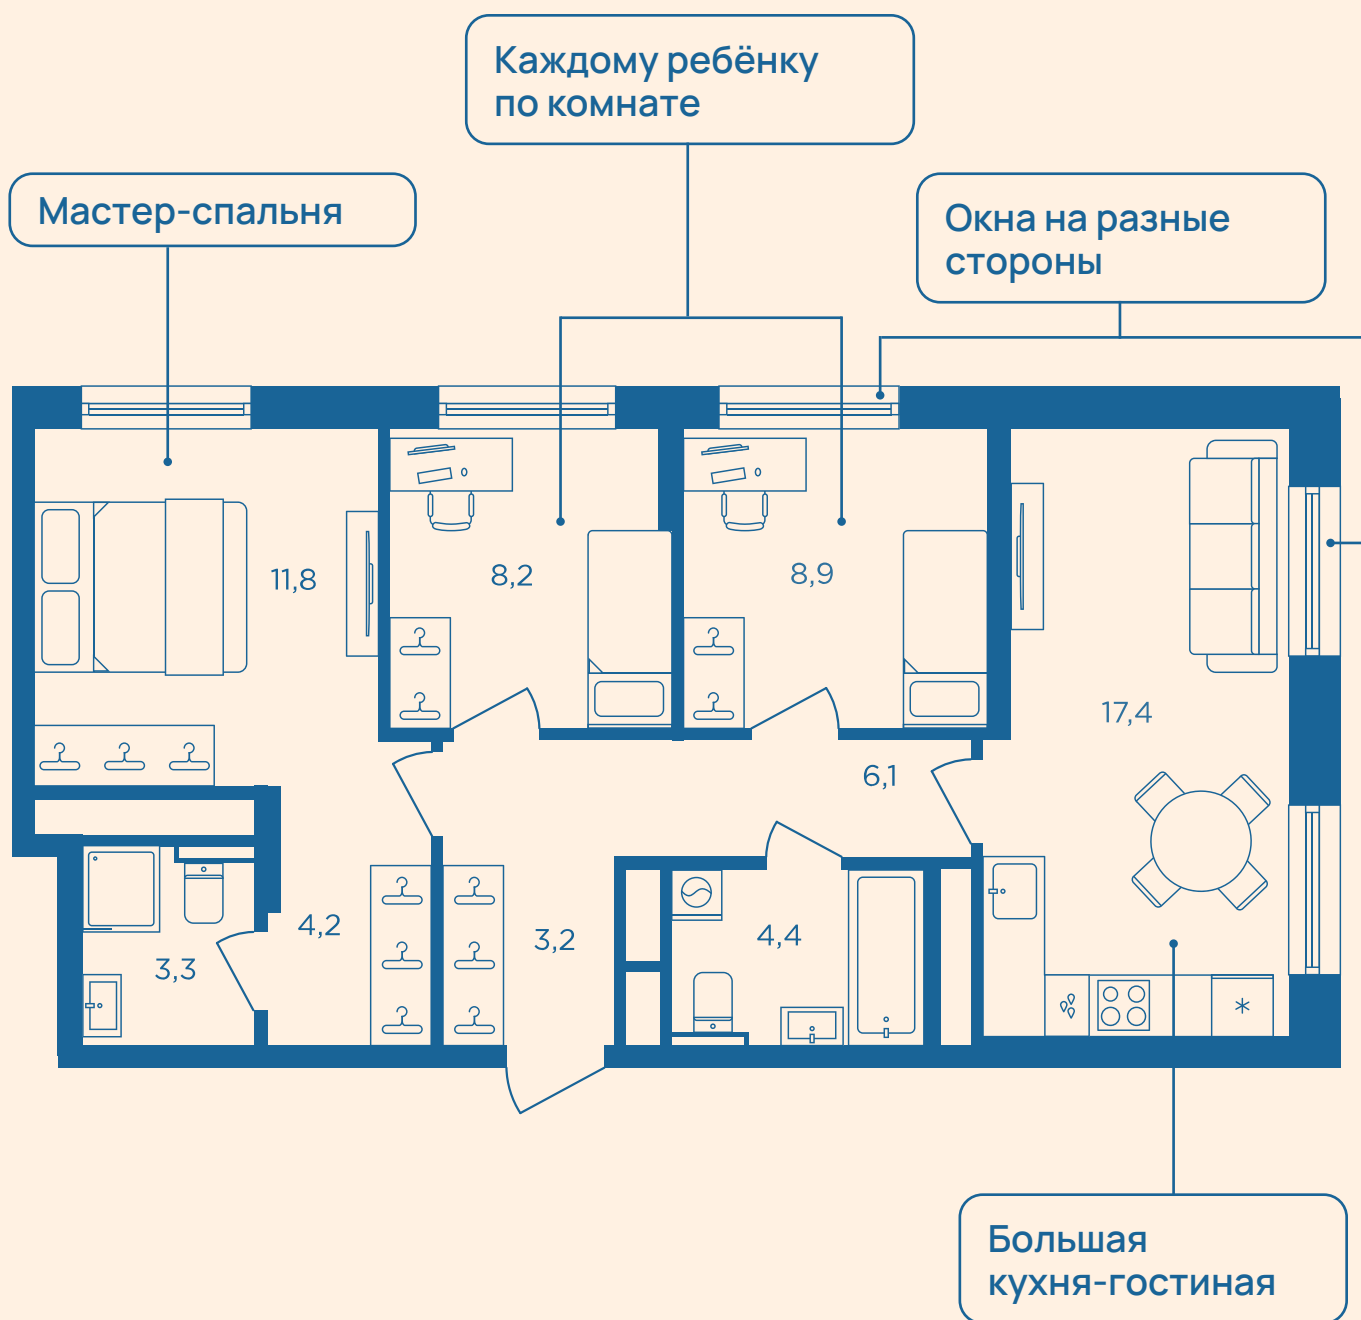 Каждому ребёнку
по комнате
Мастер-спальня
Окна на разные
стороны
11,8
8,2
8,9
17,4
6,1
4,2
3,2
4,4
3,3
Большая
кухня-гостиная